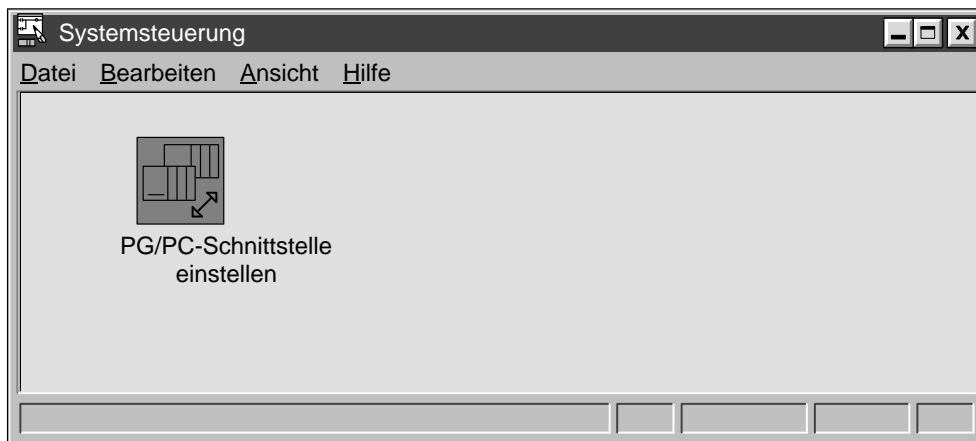 Systemsteuerung
Datei Bearbeiten Ansicht Hilfe
PG/PC-Schnittstelle
einstellen